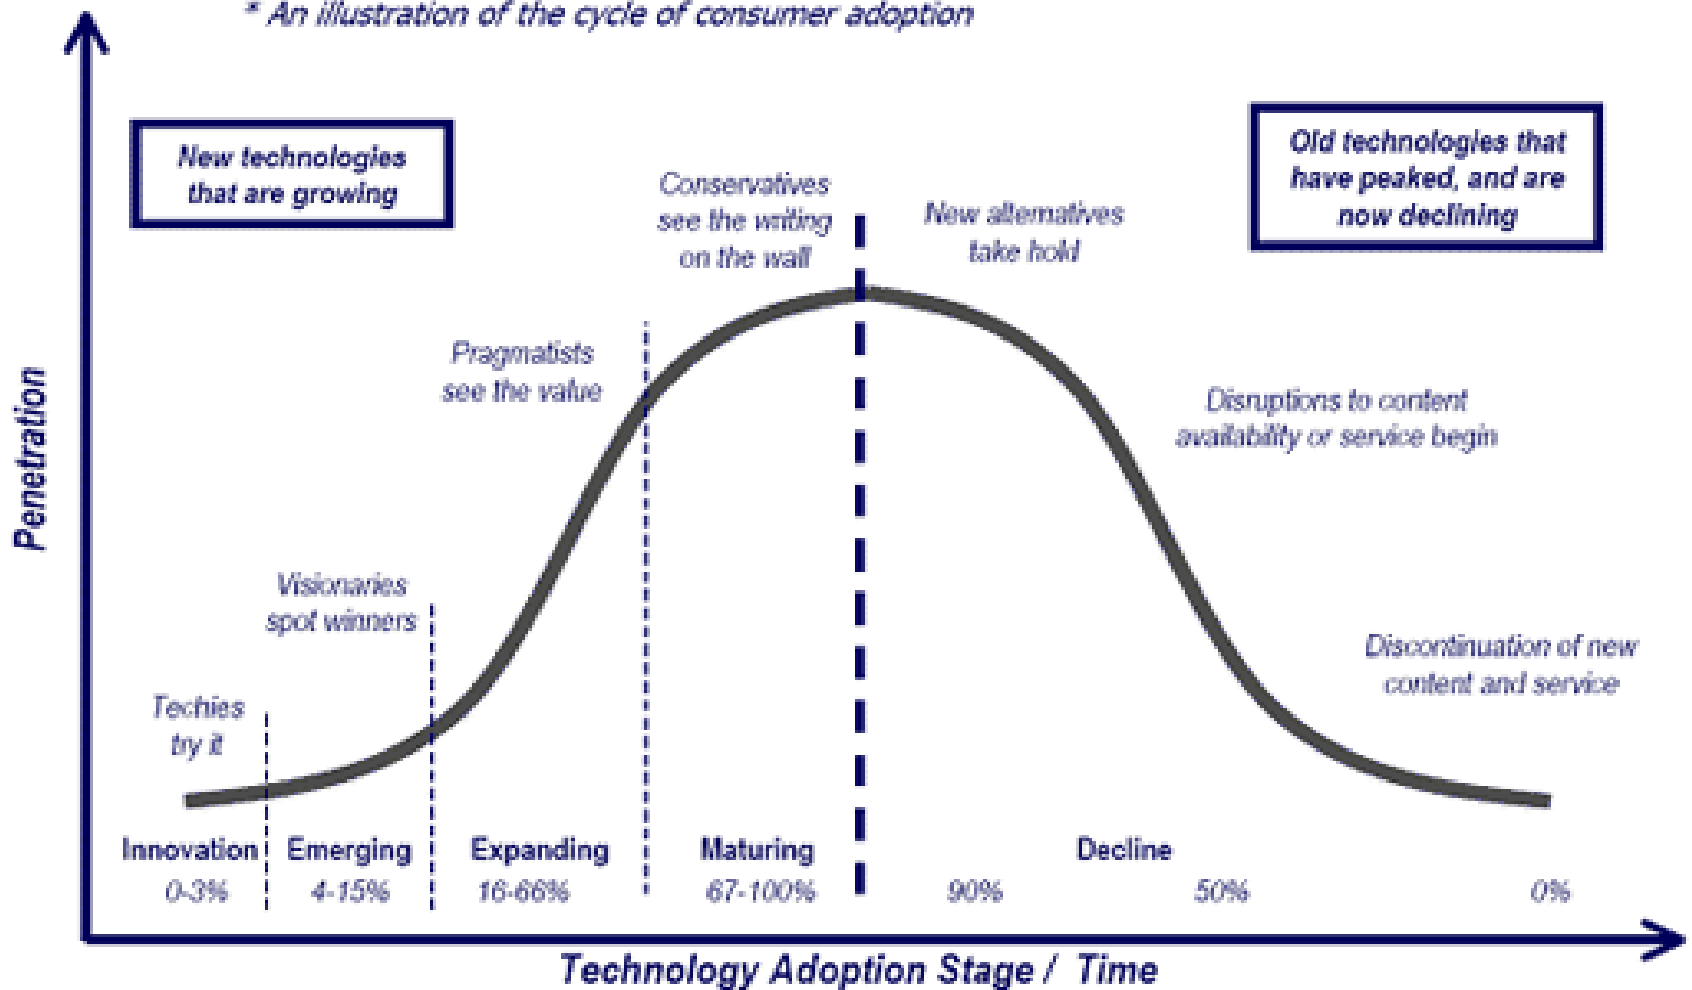 * An illustration of the cycle of consumer adoption
New technologies
that are growing
Old technologies that
have peaked, and are
now declining
Conservatives
see the writing
on the wall
New alternatives
take hold
Pragmatists
see the value
Disruptions to content
availability or service begin
Visionaries
spot winners
Discontinuation of new
content and service
Techies
try it
Penetration
Innovation
Emerging
Expanding
Maturing
Decline
0-3%
4-15%
16-66%
67-100%
90%
50%
0%
Technology Adoption Stage / Time